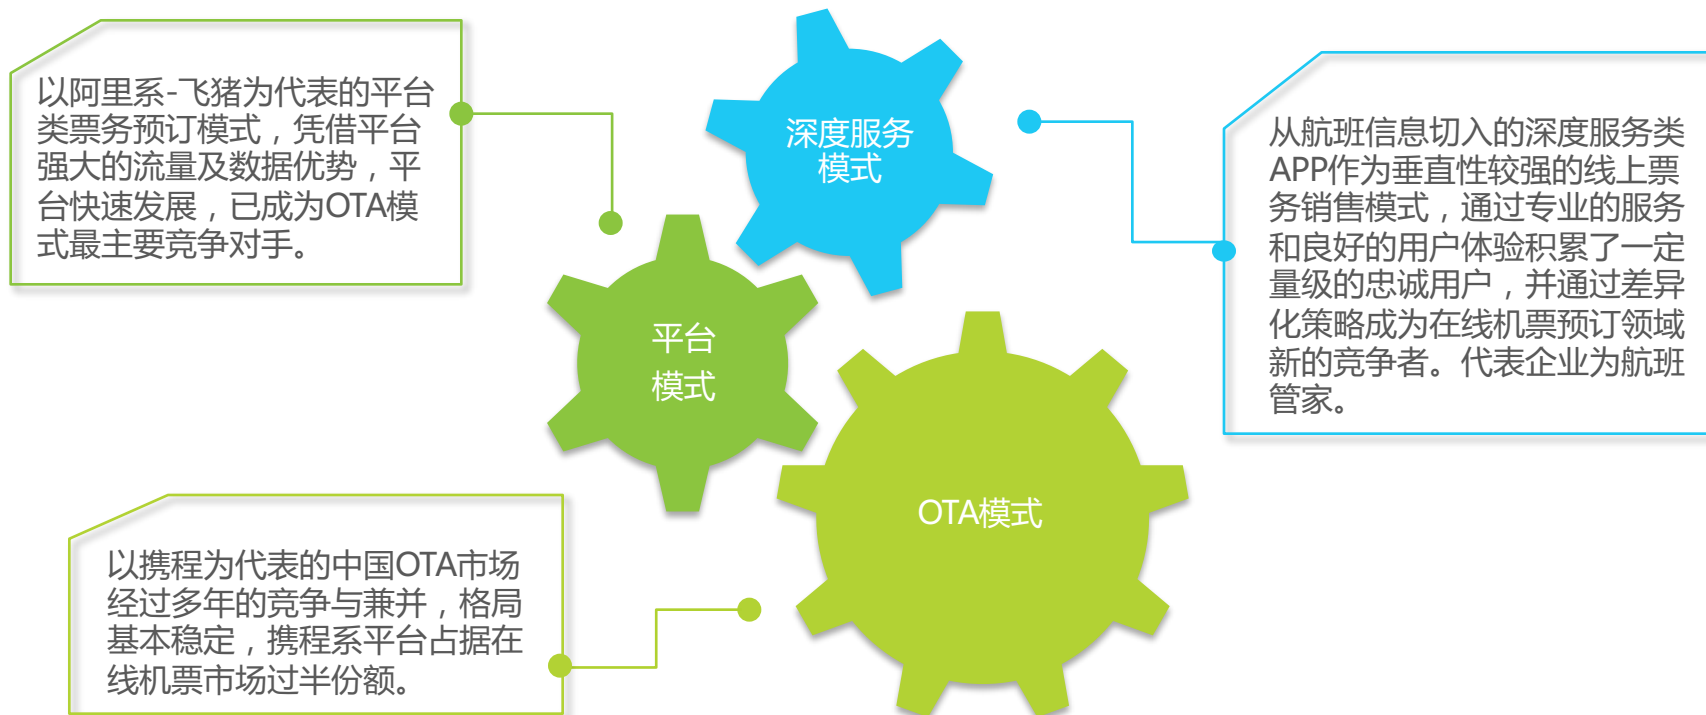 以阿里系-飞猪为代表的平台
类票务预订模式，凭借平台
强大的流量及数据优势，平
台快速发展，已成为OTA模
式最主要竞争对手。
深度服务
模式
从航班信息切入的深度服务类
APP作为垂直性较强的线上票
务销售模式，通过专业的服务
和良好的用户体验积累了一定
量级的忠诚用户，并通过差异
化策略成为在线机票预订领域
新的竞争者。代表企业为航班
管家。
平台
模式
OTA模式
以携程为代表的中国OTA市场
经过多年的竞争与兼并，格局
基本稳定，携程系平台占据在
线机票市场过半份额。